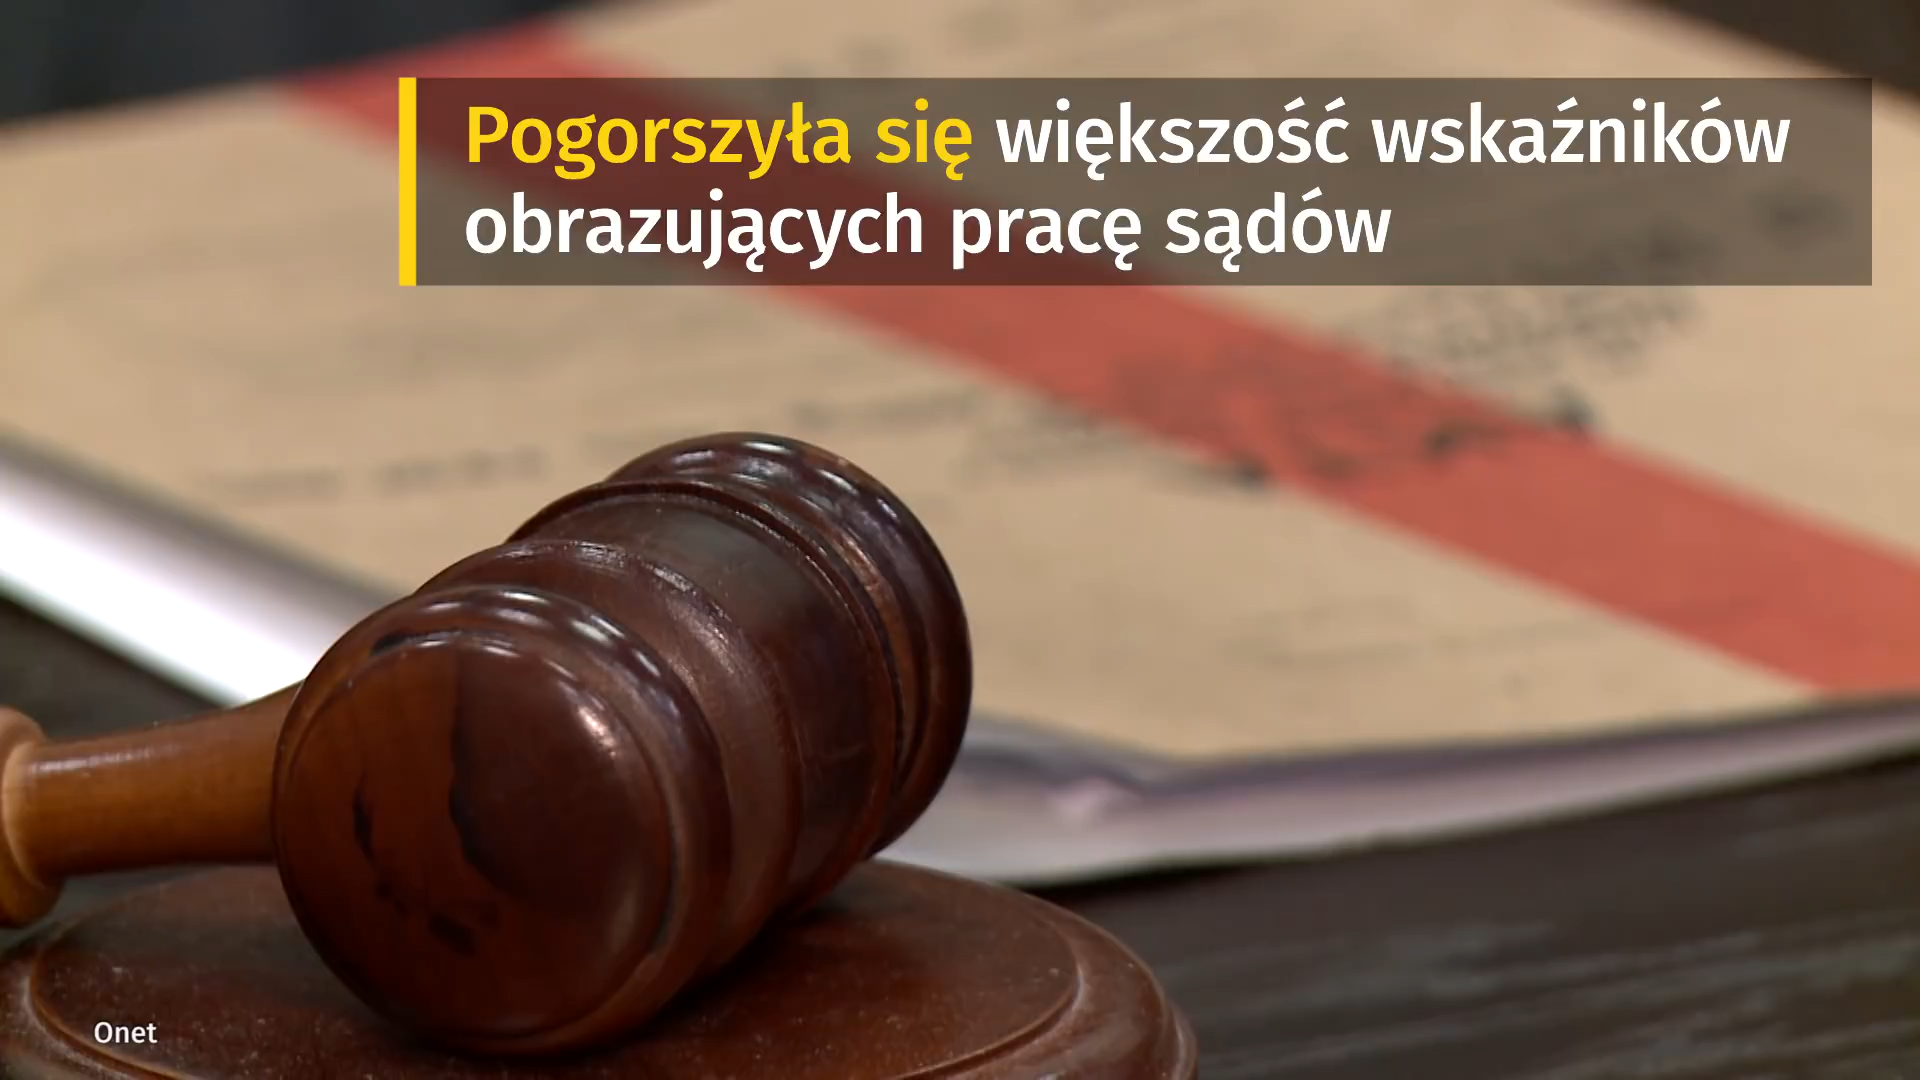 Pogorszyła się większość wskaźników
obrazujących pracę sądów
Onet